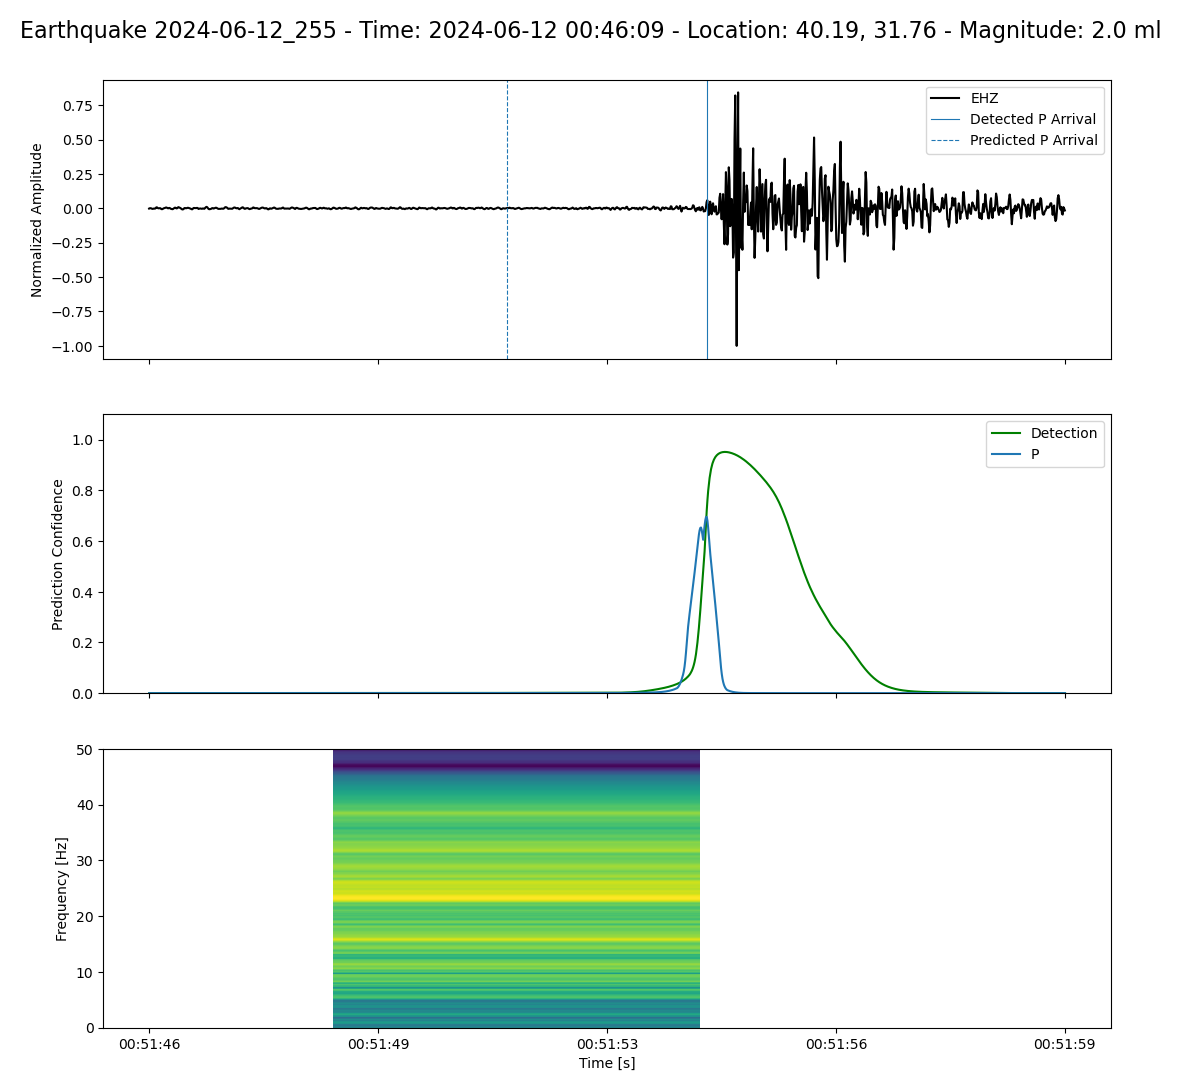 Earthquake 2024-06-12_255 - Time: 2024-06-12 00:46:09 - Location: 40.19, 31.76 - Magnitude: 2.0 ml
Normalized Amplitude
0.75
0.50
0.25
0.00
−0.25
−0.50
−0.75
−1.00
EHZ
Detected P Arrival
Predicted P Arrival
Prediction Confidence
1.0
0.8
0.6
0.4
0.2
0.0
Detection
P
Frequency [Hz]
50
40
30
20
10
0
00:51:46 00:51:49 00:51:53 00:51:56 00:51:59
Time [s]